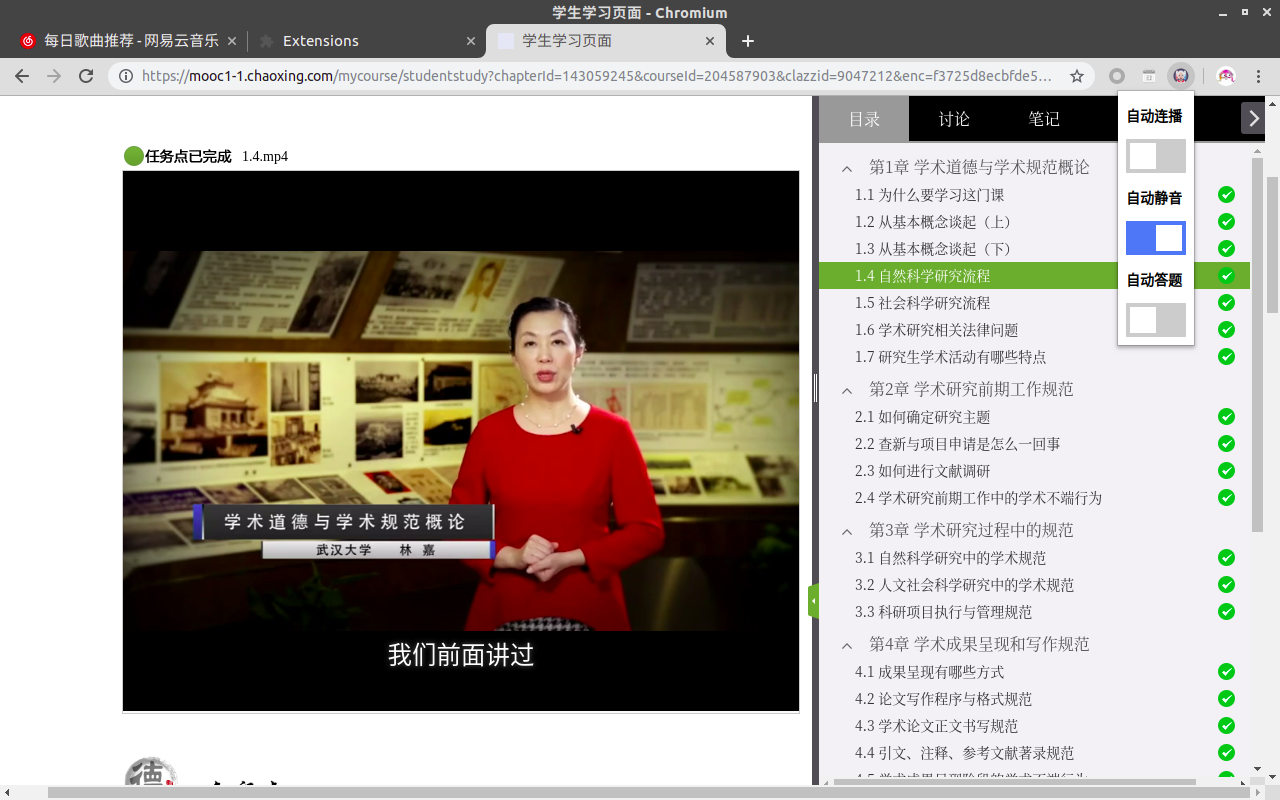 学生学习页面 - Chromium
每日歌曲推荐 - 网易云音乐
Extensions
学生学习页面
https://mooc1-1.chaoxing.com/mycourse/studentstudy?chapterId=143059245&courseId=204587903&clazzid=9047212&enc=f3725d8ecbfde5…
任务点已完成 1.4.mp4
学术道德与学术规范概论
武汉大学 林 嘉
我们前面讲过
目录
讨论
笔记
自动连播
自动静音
自动答题
第1章 学术道德与学术规范概论
1.1 为什么要学习这门课
1.2 从基本概念谈起（上）
1.3 从基本概念谈起（下）
1.4 自然科学研究流程
1.5 社会科学研究流程
1.6 学术研究相关法律问题
1.7 研究生学术活动有哪些特点
第2章 学术研究前期工作规范
2.1 如何确定研究主题
2.2 查新与项目申请是怎么一回事
2.3 如何进行文献调研
2.4 学术研究前期工作中的学术不端行为
第3章 学术研究过程中的规范
3.1 自然科学研究中的学术规范
3.2 人文社会科学研究中的学术规范
3.3 科研项目执行与管理规范
第4章 学术成果呈现和写作规范
4.1 成果呈现有哪些方式
4.2 论文写作程序与格式规范
4.3 学术论文正文书写规范
4.4 引文、注释、参考文献著录规范
4.5 学术成果呈现阶段的学术不端行为
德